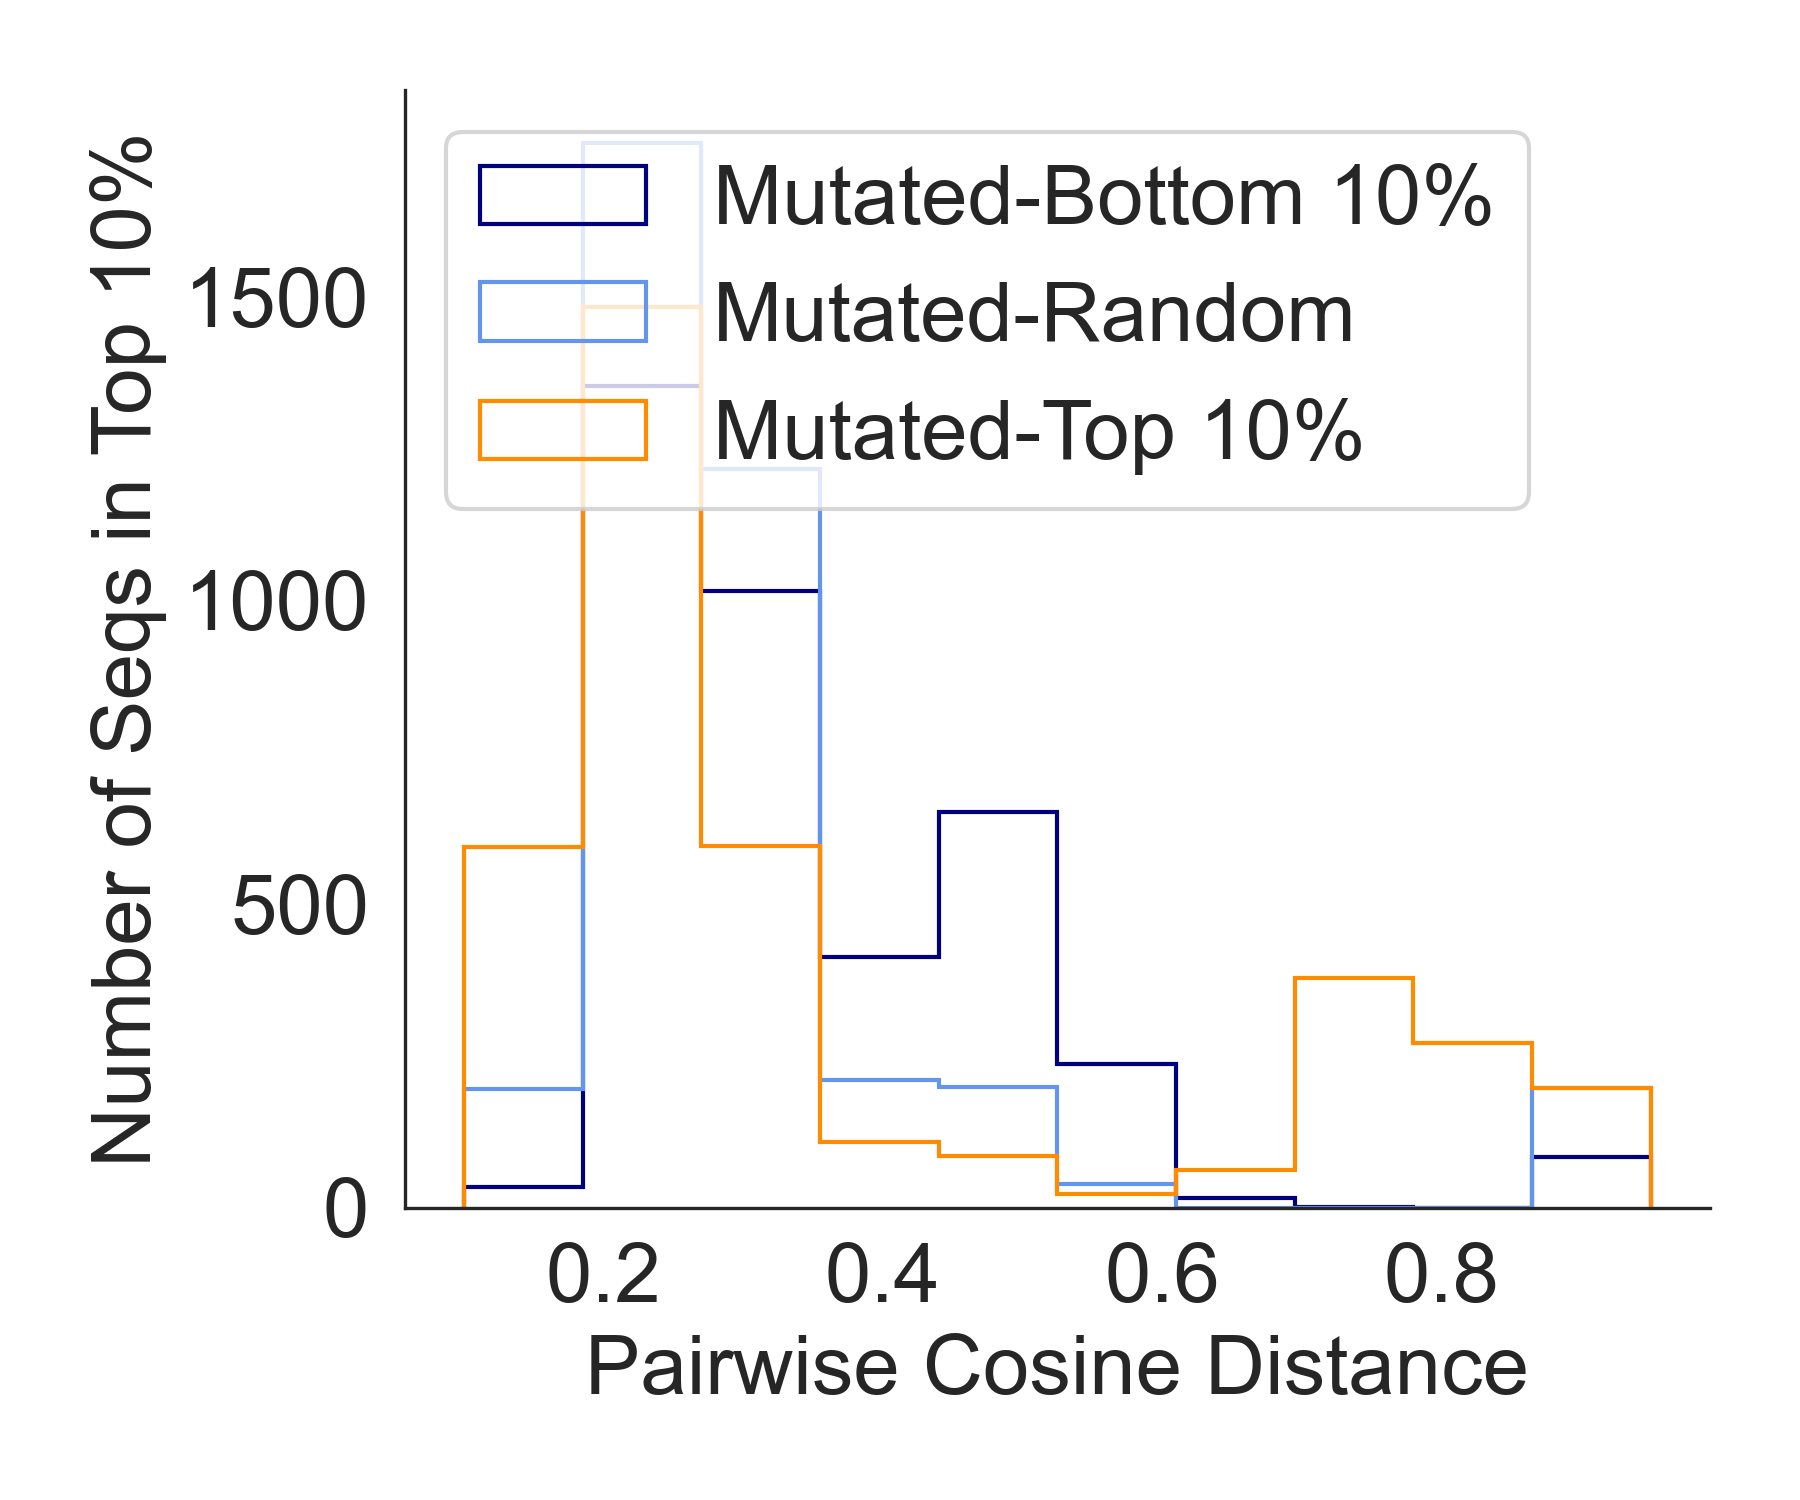 Number of Seqs in Top 10%
1500
1000
500
0
Mutated-Bottom 10%
Mutated-Random
Mutated-Top 10%
0.2 0.4 0.6 0.8
Pairwise Cosine Distance